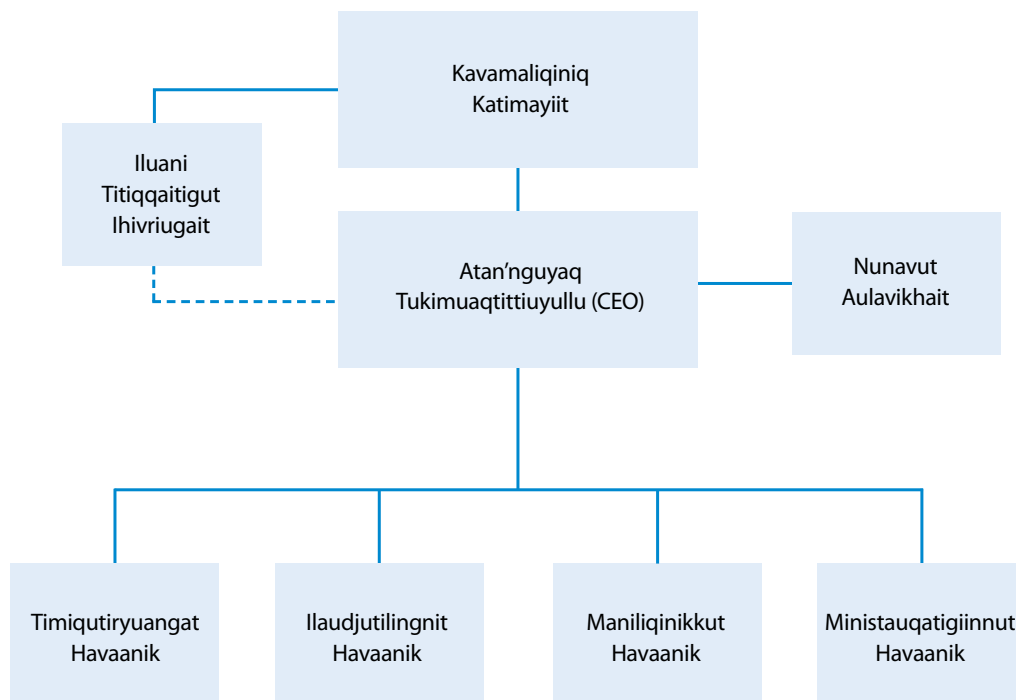 Kavamaliqiniq
Katimayiit
Iluani
Titiqqaitigut
Ihivriugait
Atan’nguyaq
Tukimuaqtittiuyullu (CEO)
Nunavut
Aulavikhait
Timiqutiryuangat
Havaanik
Ilaudjutilingnit
Havaanik
Maniliqinikkut
Havaanik
Ministauqatigiinnut
Havaanik